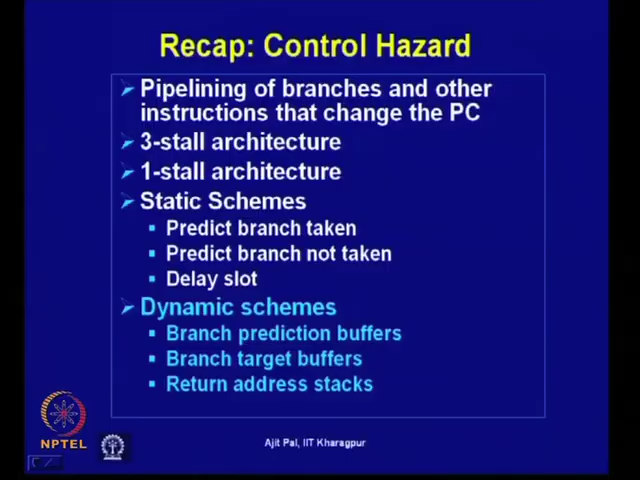 Recap: Control Hazard
Pipelining of branches and other
instructions that change the PC
3-stall architecture
1-stall architecture
Static Schemes
Predict branch taken
Predict branch not taken
Delay slot
Dynamic schemes
Branch prediction buffers
Branch target buffers
Return address stacks
NPTEL
Ajit Pal, IIT Kharagpur